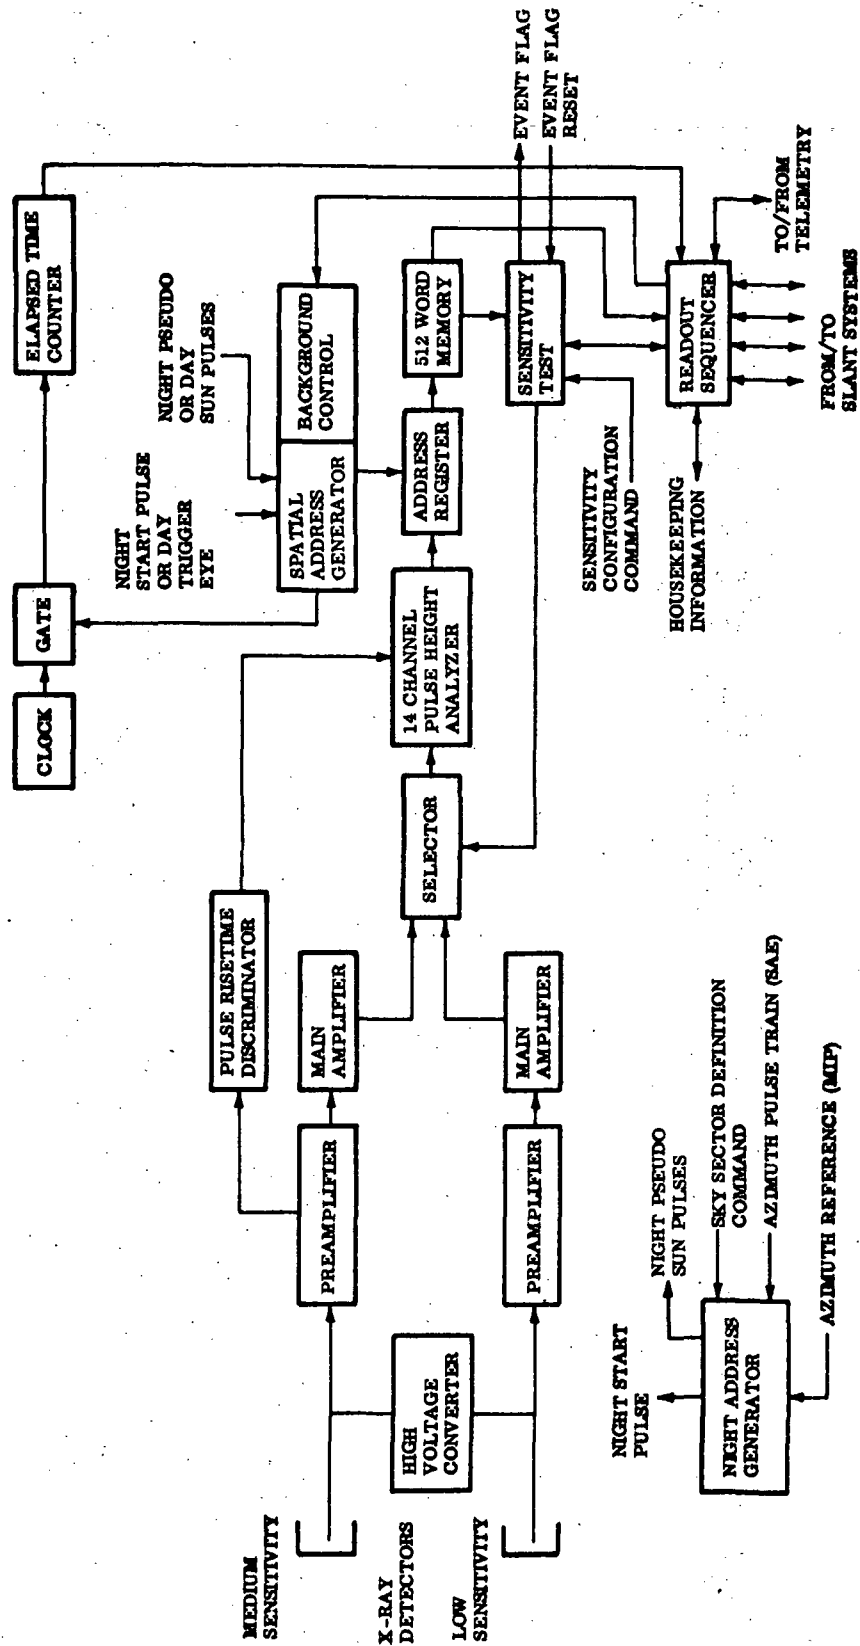 MEDIUM
SENSITIVITY
X-RAY
DETECTORS
LOW
SENSITIVITY
HIGH
VOLTAGE
CONVERTER
PREAMPLIFIER
PREAMPLIFIER
PULSE RISETIME
DISCRIMINATOR
MAIN
AMPLIFIER
MAIN
AMPLIFIER
SELECTOR
14 CHANNEL
PULSE HEIGHT
ANALYZER
CLOCK
GATE
ELAPSED TIME
COUNTER
NIGHT
START PULSE
OR DAY
TRIGGER
EYE
NIGHT PSEUDO
OR DAY
SUN PULSES
SPATIAL
ADDRESS
GENERATOR
BACKGROUND
CONTROL
ADDRESS
REGISTER
512 WORD
MEMORY
SENSITIVITY
TEST
EVENT FLAG
EVENT FLAG
RESET
SENSITIVITY
CONFIGURATION
COMMAND
HOUSEKEEPING
INFORMATION
READOUT
SEQUENCER
TO/FROM
TELEMETRY
FROM/TO
SLANT SYSTEMS
NIGHT START
PULSE
NIGHT PSEUDO
SUN PULSES
NIGHT ADDRESS
GENERATOR
SKY SECTOR DEFINITION
COMMAND
AZIMUTH PULSE TRAIN (SAE)
AZIMUTH REFERENCE (MIP)